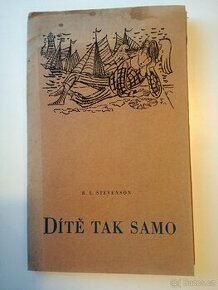 R. L. STEVENSON
DÍTĚ TAK SAMO